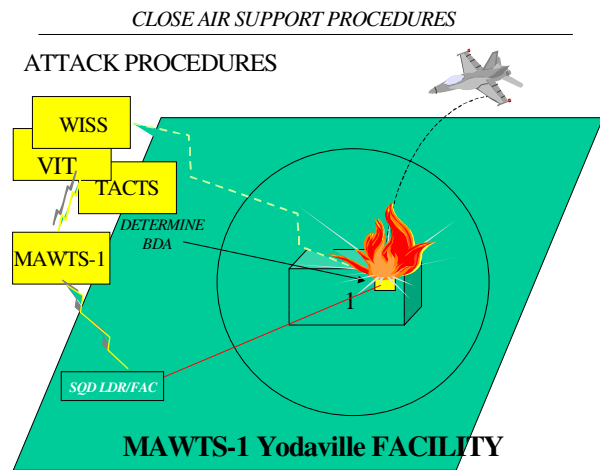 CLOSE AIR SUPPORT PROCEDURES
ATTACK PROCEDURES
WISS
VIT
TACTS
DETERMINE
BDA
MAWTS-1
1
SQD LDR/FAC
MAWTS-1 Yodaville FACILITY